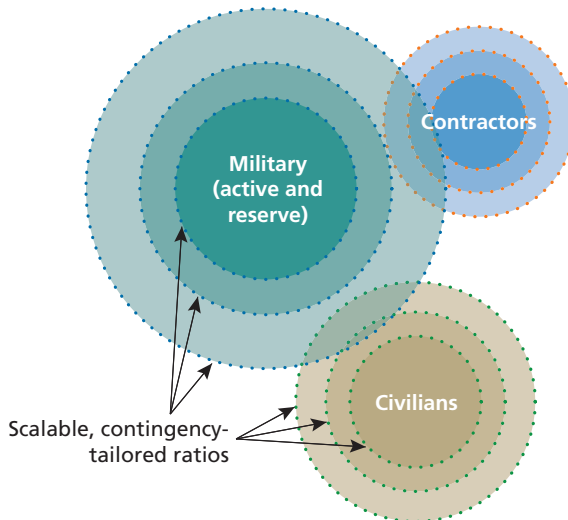 Contractors
Military
(active and
reserve)
Civilians
Scalable, contingency-
tailored ratios